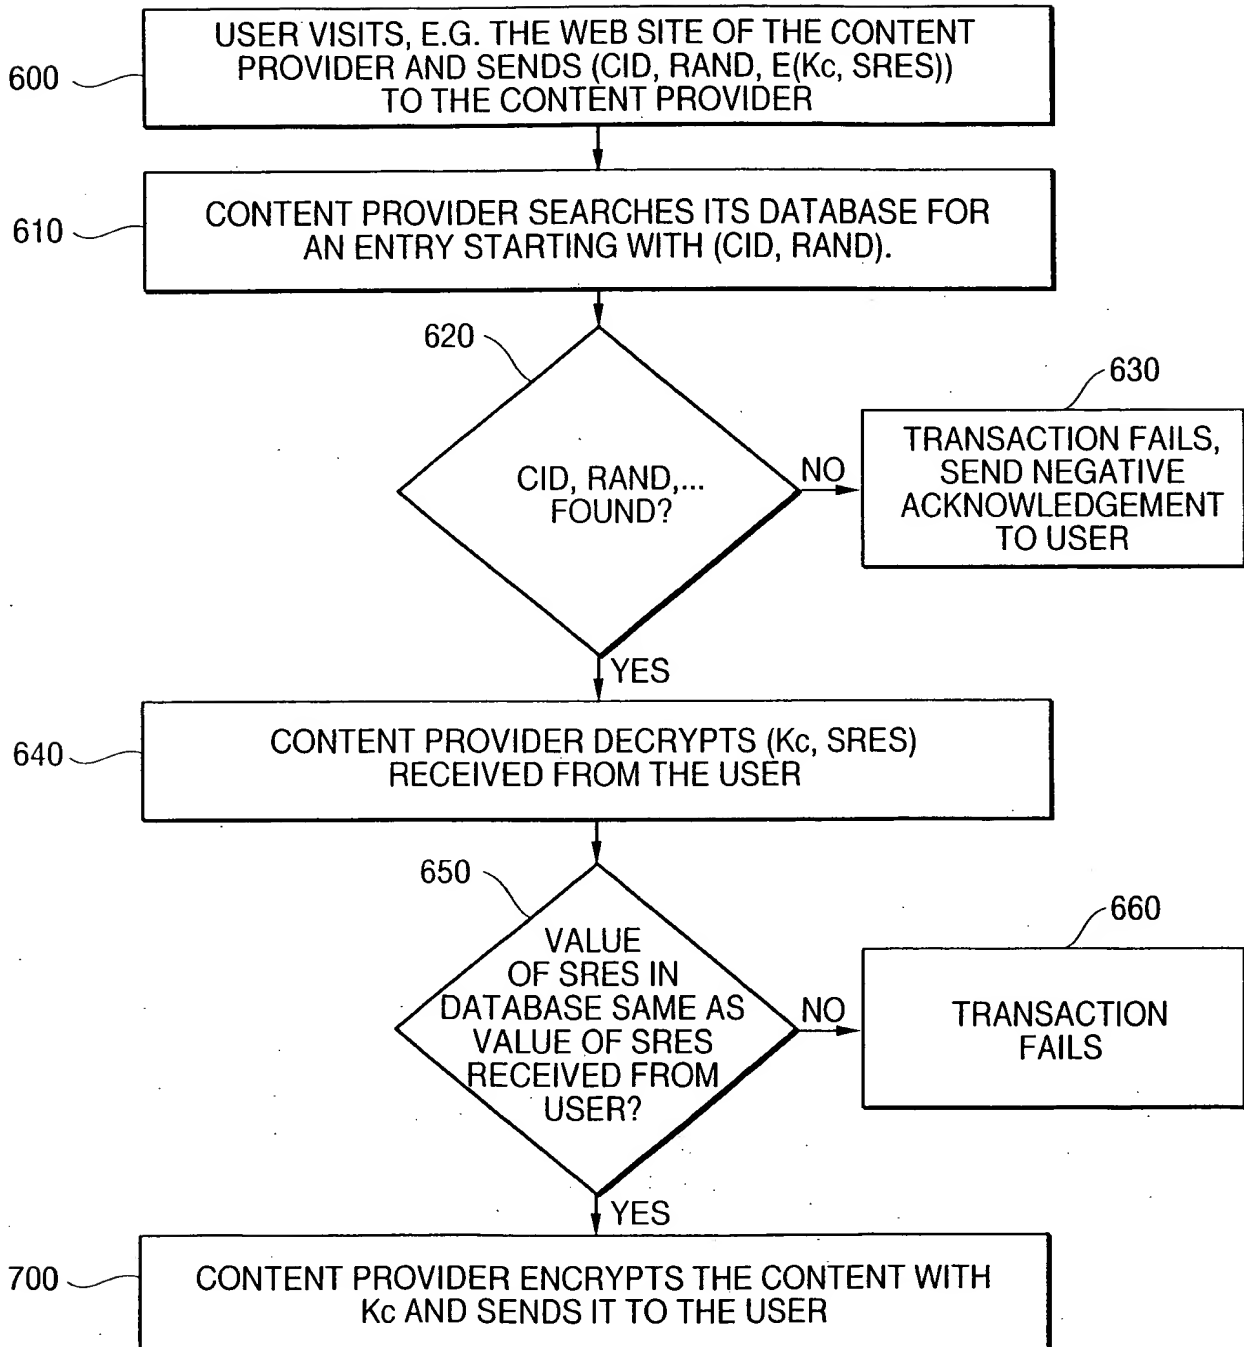 USER VISITS, E.G. THE WEB SITE OF THE CONTENT
PROVIDER AND SENDS (CID, RAND, E(Kc, SRES))
TO THE CONTENT PROVIDER
600
CONTENT PROVIDER SEARCHES ITS DATABASE FOR
AN ENTRY STARTING WITH (CID, RAND).
610
620
CID, RAND,...
FOUND?
NO
630
TRANSACTION FAILS,
SEND NEGATIVE
ACKNOWLEDGEMENT
TO USER
YES
640
CONTENT PROVIDER DECRYPTS (Kc, SRES)
RECEIVED FROM THE USER
650
VALUE
OF SRES IN
DATABASE SAME AS
VALUE OF SRES
RECEIVED FROM
USER?
NO
660
TRANSACTION
FAILS
YES
700
CONTENT PROVIDER ENCRYPTS THE CONTENT WITH
Kc AND SENDS IT TO THE USER